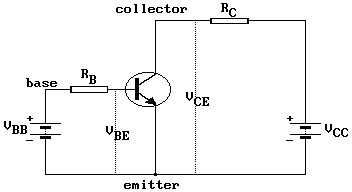 collector
RC
base
RB
VCE
+
VBB
−
VBE
+
VCC
−
emitter